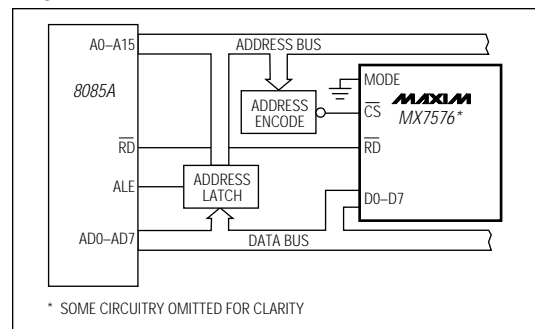 A0–A15
ADDRESS BUS
8085A
MODE
ADDRESS
ENCODE
CS
MAXIM
MX7576*
RD
RD
ALE
ADDRESS
LATCH
D0–D7
AD0–AD7
DATA BUS
* SOME CIRCUITRY OMITTED FOR CLARITY